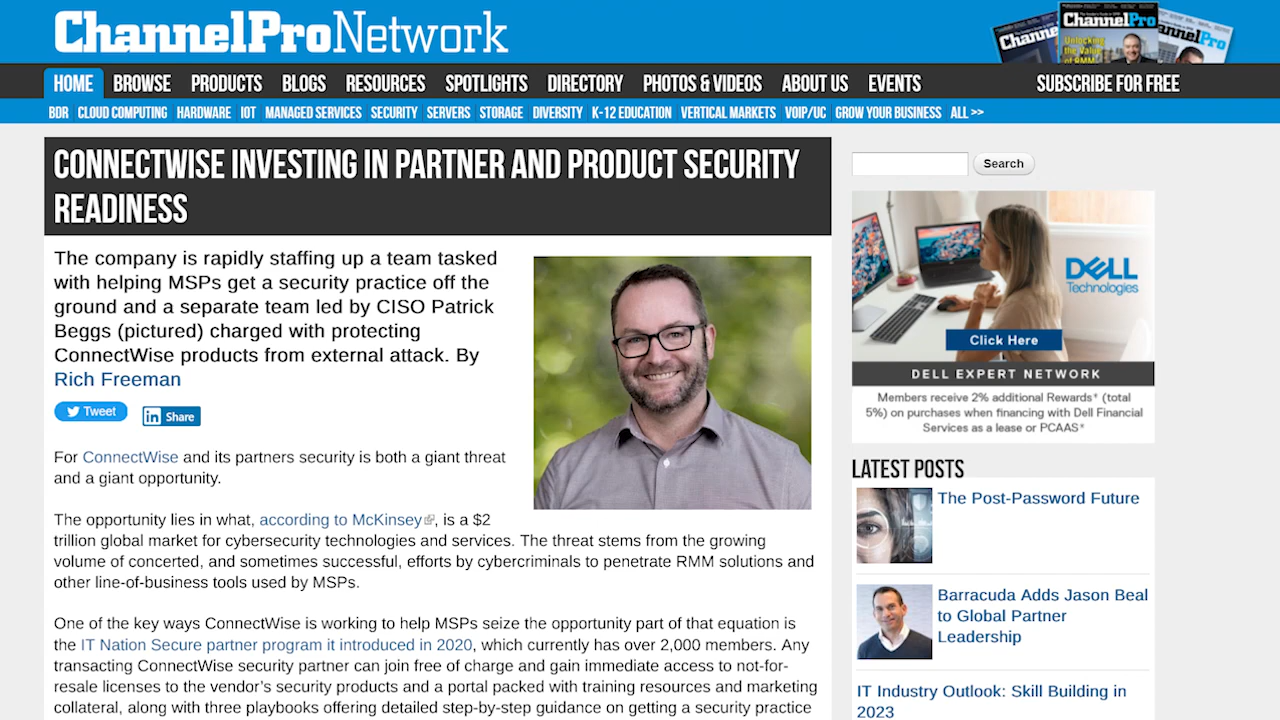 ChannelProNetwork
ChannelPro
Unlocking
the Value
of RMM
HOME BROWSE PRODUCTS BLOGS RESOURCES SPOTLIGHTS DIRECTORY PHOTOS & VIDEOS ABOUT US EVENTS SUBSCRIBE FOR FREE
BDR CLOUD COMPUTING HARDWARE IOT MANAGED SERVICES SECURITY SERVERS STORAGE DIVERSITY K-12 EDUCATION VERTICAL MARKETS VOIP/UC GROW YOUR BUSINESS ALL >>
CONNECTWISE INVESTING IN PARTNER AND PRODUCT SECURITY
READINESS
The company is rapidly staffing up a team tasked
with helping MSPs get a security practice off the
ground and a separate team led by CISO Patrick
Beggs (pictured) charged with protecting
ConnectWise products from external attack. By
Rich Freeman
Tweet
in Share
For ConnectWise and its partners security is both a giant threat
and a giant opportunity.
The opportunity lies in what, according to McKinsey, is a $2
trillion global market for cybersecurity technologies and services. The threat stems from the growing
volume of concerted, and sometimes successful, efforts by cybercriminals to penetrate RMM solutions and
other line-of-business tools used by MSPs.
One of the key ways ConnectWise is working to help MSPs seize the opportunity part of that equation is
the IT Nation Secure partner program it introduced in 2020, which currently has over 2,000 members. Any
transacting ConnectWise security partner can join free of charge and gain immediate access to not-for-
resale licenses to the vendor's security products and a portal packed with training resources and marketing
collateral, along with three playbooks offering detailed step-by-step guidance on getting a security practice
Search
DELL
Technologies
Click Here
DELL EXPERT NETWORK
Members receive 2% additional Rewards* (total
5%) on purchases when financing with Dell Financial
Services as a lease or PCAAS*
LATEST POSTS
The Post-Password Future
Barracuda Adds Jason Beal
to Global Partner
Leadership
IT Industry Outlook: Skill Building in
2023